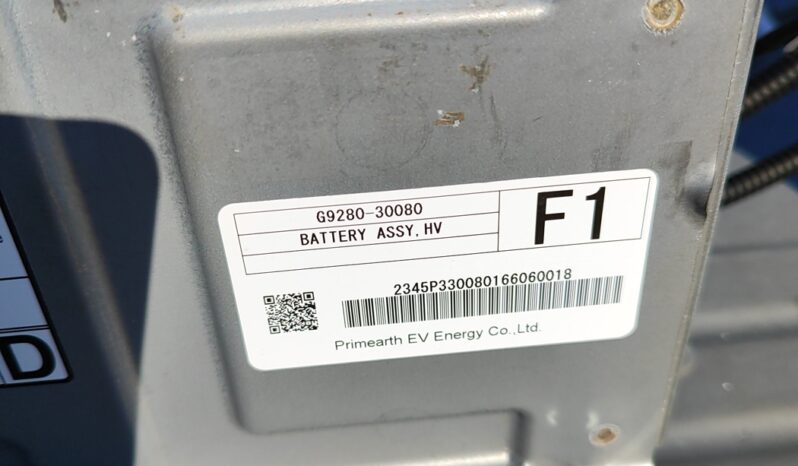 G9280-30080
BATTERY ASSY,HV
F1
2345P330080166060018
Primearth EV Energy Co.,Ltd.
D